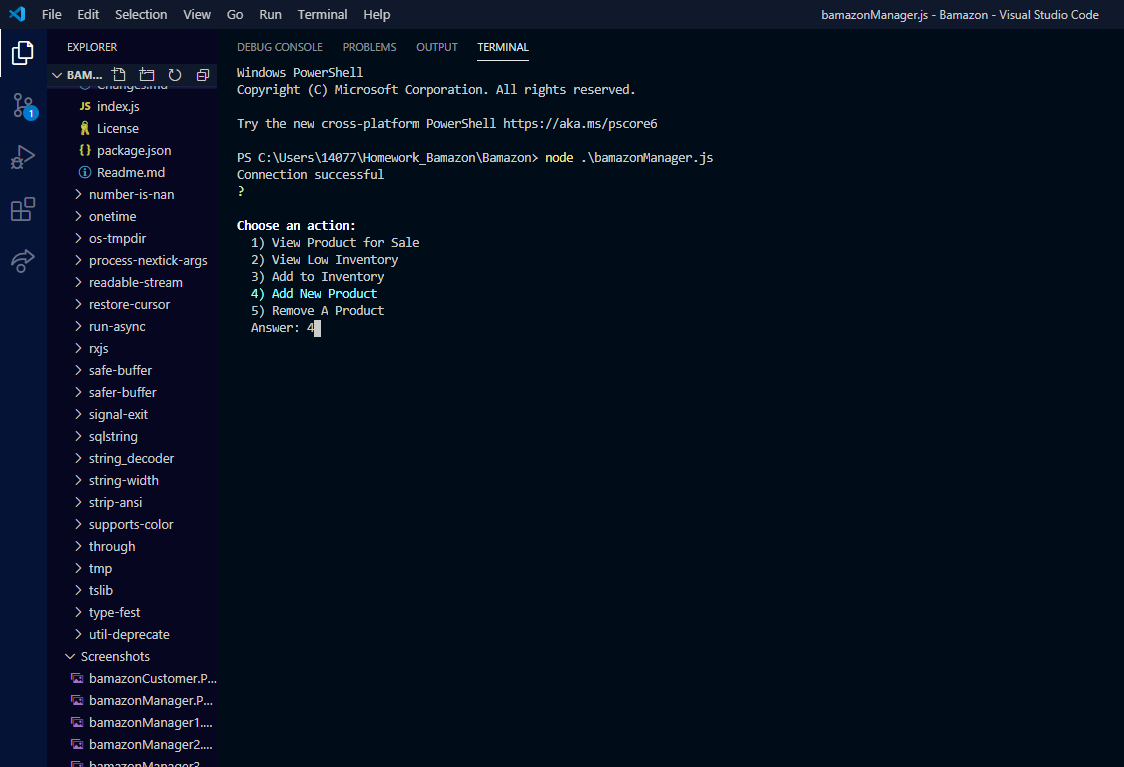 File Edit Selection View Go Run Terminal Help
bamazonManager.js - Bamazon - Visual Studio Code
EXPLORER
BAM...
Changes.md
JS index.js
License
{} package.json
Readme.md
number-is-nan
onetime
os-tmpdir
process-nextick-args
readable-stream
restore-cursor
run-async
rxjs
safe-buffer
safer-buffer
signal-exit
sqlstring
string_decoder
string-width
strip-ansi
supports-color
through
tmp
tslib
type-fest
util-deprecate
Screenshots
bamazonCustomer.P...
bamazonManager.P...
bamazonManager1....
bamazonManager2....
bamazonManager3....
1
DEBUG CONSOLE PROBLEMS OUTPUT TERMINAL
Windows PowerShell
Copyright (C) Microsoft Corporation. All rights reserved.
Try the new cross-platform PowerShell https://aka.ms/pscore6
PS C:\Users\14077\Homework_Bamazon\Bamazon> node .\bamazonManager.js
Connection successful
?
Choose an action:
1) View Product for Sale
2) View Low Inventory
3) Add to Inventory
4) Add New Product
5) Remove A Product
Answer: 4